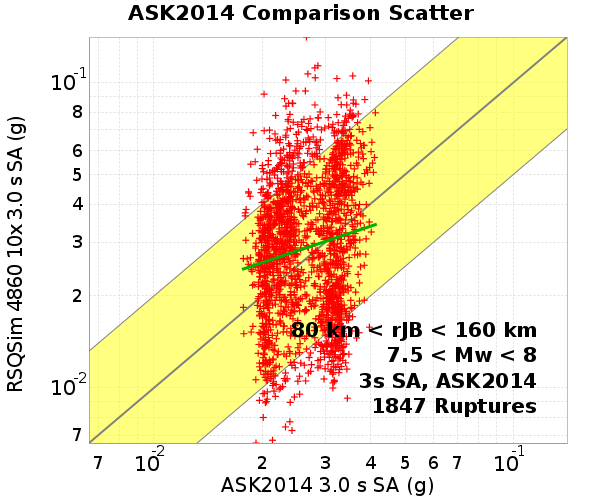 ASK2014 Comparison Scatter
RSQSim 4860 10x 3.0 s SA (g)
10-1
8
6
5
4
3
2
10-2
7
80 km < rJB < 160 km
7.5 < Mw < 8
3s SA, ASK2014
1847 Ruptures
7 10-2 2 3 4 5 6 7 10-1
ASK2014 3.0 s SA (g)